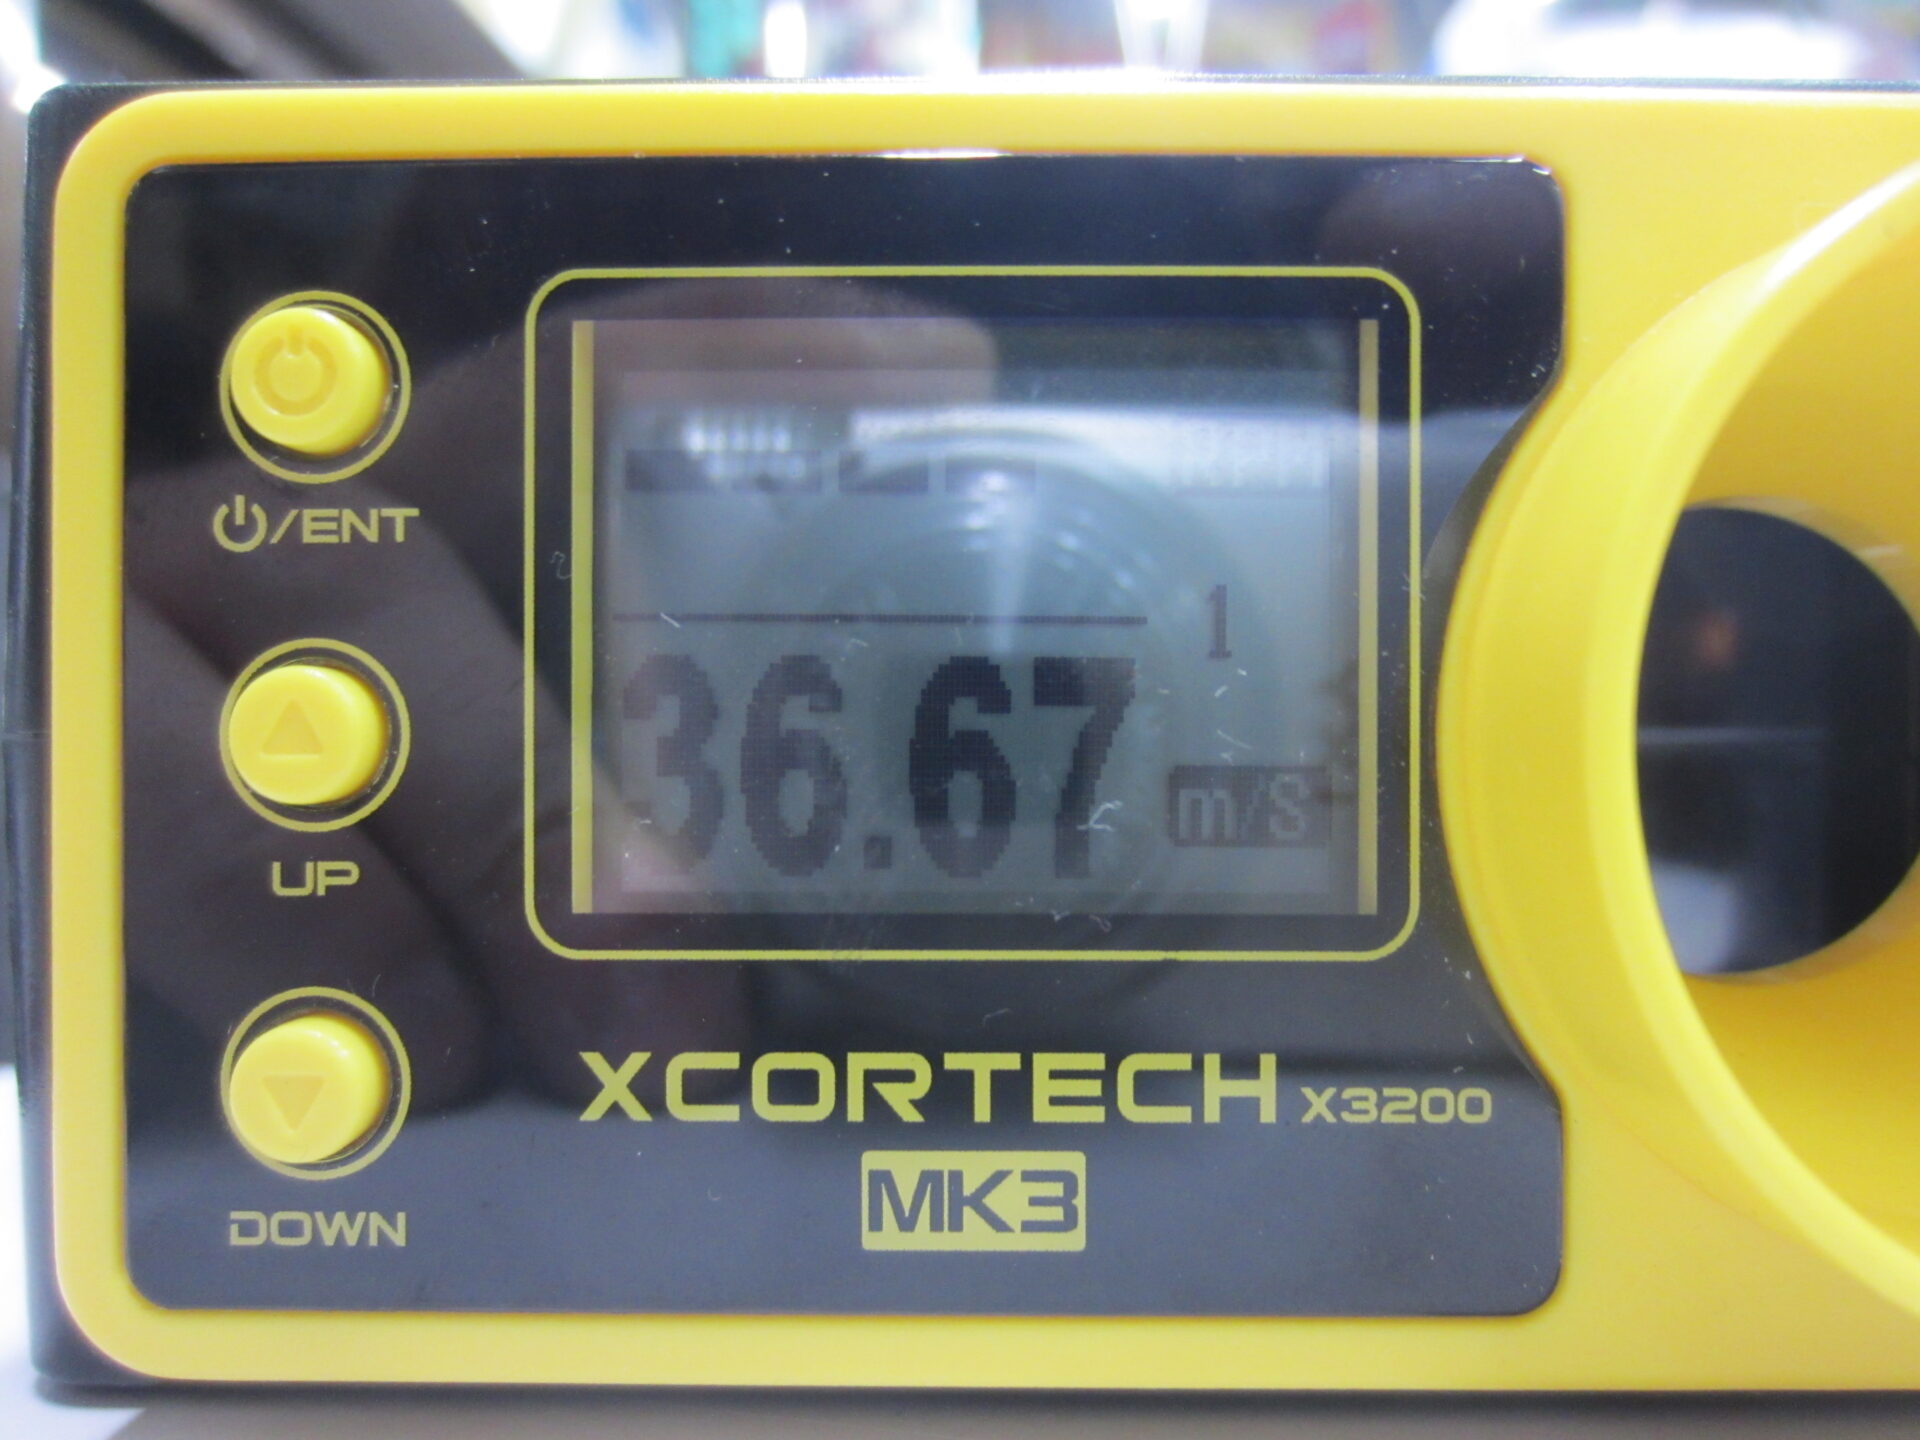 /ENT
1
36.67
m/s
UP
XCORTECH X3200
MK3
DOWN